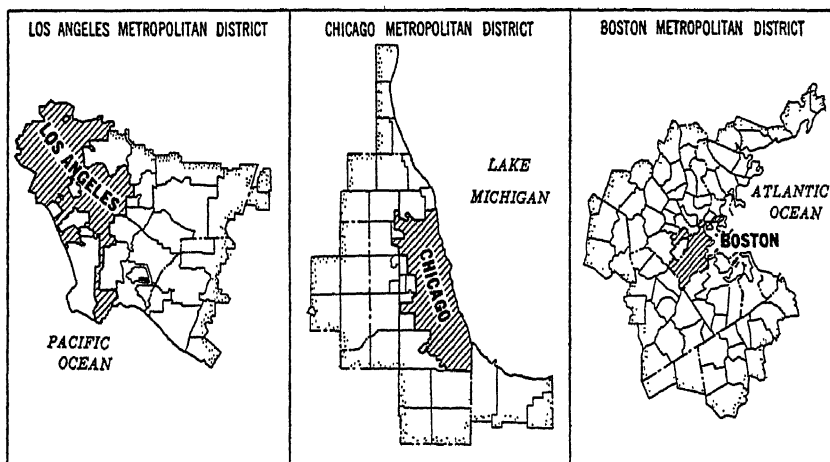 LOS ANGELES METROPOLITAN DISTRICT
LOS ANGELES
PACIFIC
OCEAN
CHICAGO METROPOLITAN DISTRICT
LAKE
MICHIGAN
CHICAGO
BOSTON METROPOLITAN DISTRICT
ATLANTIC
OCEAN
BOSTON